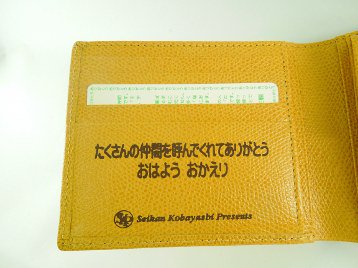 たくさんの仲間を呼んでくれてありがとう
おはよう おかえり
Seikan Kobayashi Presents